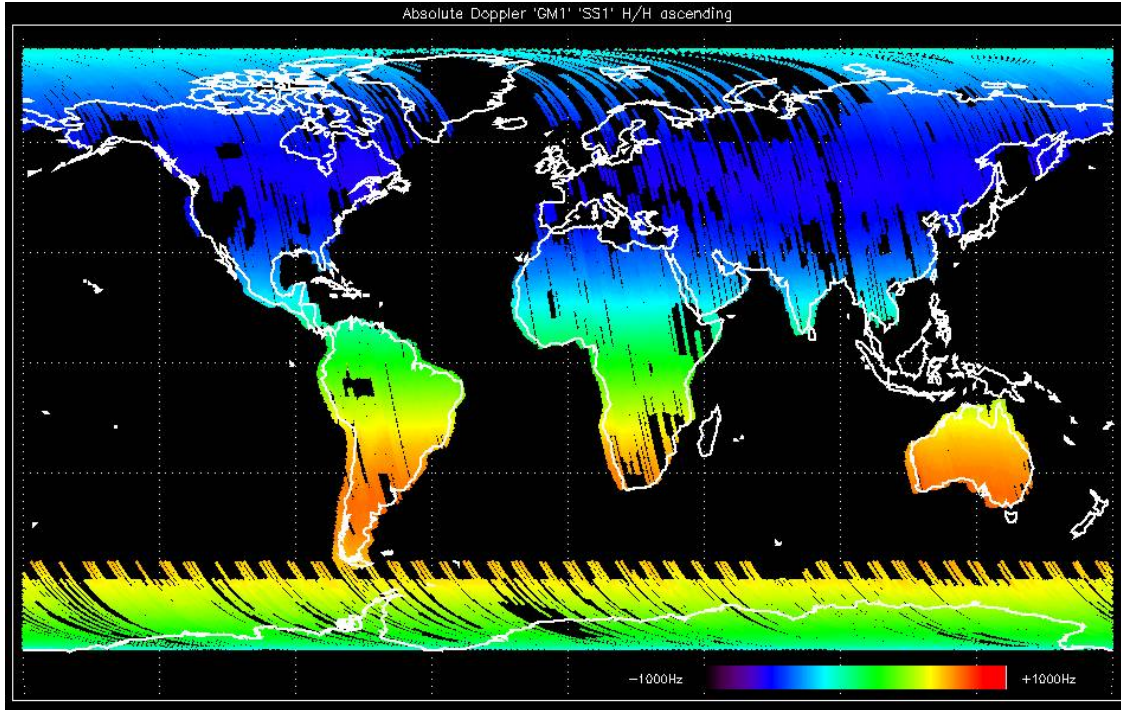 Absolute Doppler 'GM1' 'SS1' H/H ascending
-1000Hz +1000Hz